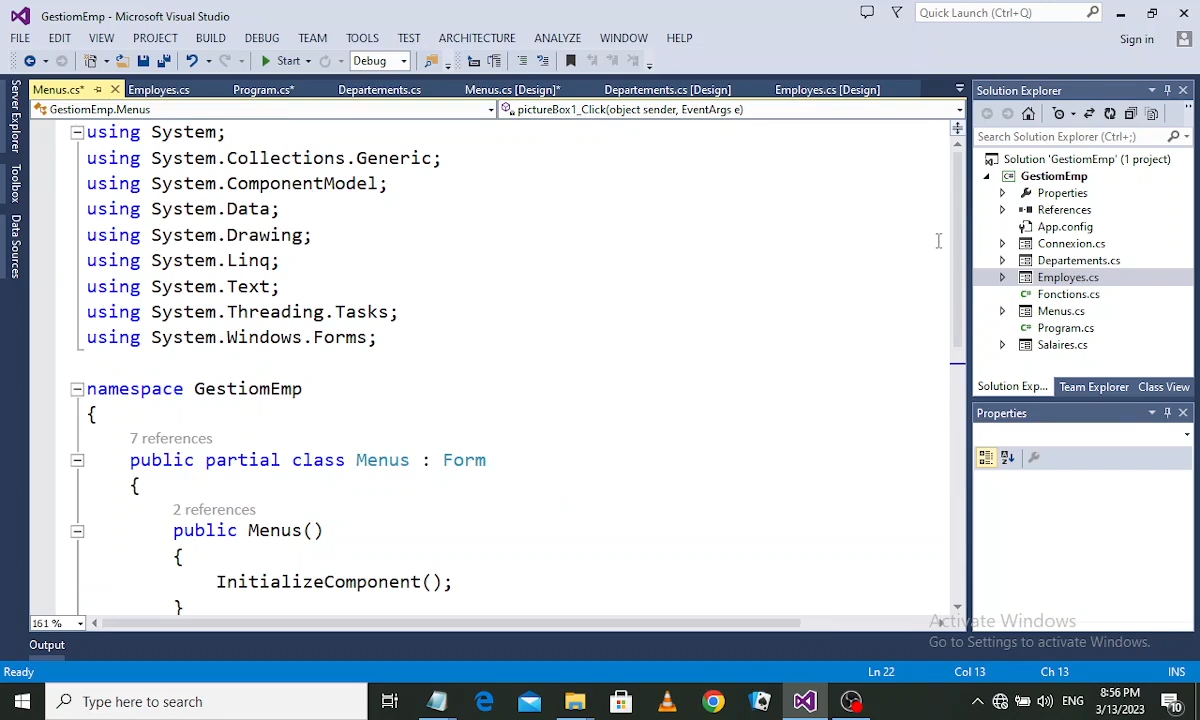 GestiomEmp - Microsoft Visual Studio
Quick Launch (Ctrl+Q)
FILE EDIT VIEW PROJECT BUILD DEBUG TEAM TOOLS TEST ARCHITECTURE ANALYZE WINDOW HELP
Sign in
Start Debug
Server Explorer
Toolbox
Data Sources
Menus.cs* Employes.cs Program.cs* Departements.cs Menus.cs [Design]* Departements.cs [Design] Employes.cs [Design]
GestiomEmp.Menus pictureBox1_Click(object sender, EventArgs e)
using System;
using System.Collections.Generic;
using System.ComponentModel;
using System.Data;
using System.Drawing;
using System.Linq;
using System.Text;
using System.Threading.Tasks;
using System.Windows.Forms;
namespace GestiomEmp
{
7 references
public partial class Menus : Form
{
2 references
public Menus()
{
InitializeComponent();
}
161 %
Output
Solution Explorer
Search Solution Explorer (Ctrl+;)
Solution 'GestiomEmp' (1 project)
GestiomEmp
Properties
References
App.config
Connexion.cs
Departements.cs
Employes.cs
Fonctions.cs
Menus.cs
Program.cs
Salaires.cs
Solution Exp... Team Explorer Class View
Properties
Activate Windows
Go to Settings to activate Windows.
Ready Ln 22 Col 13 Ch 13 INS
Type here to search
ENG
8:56 PM
3/13/2023
10